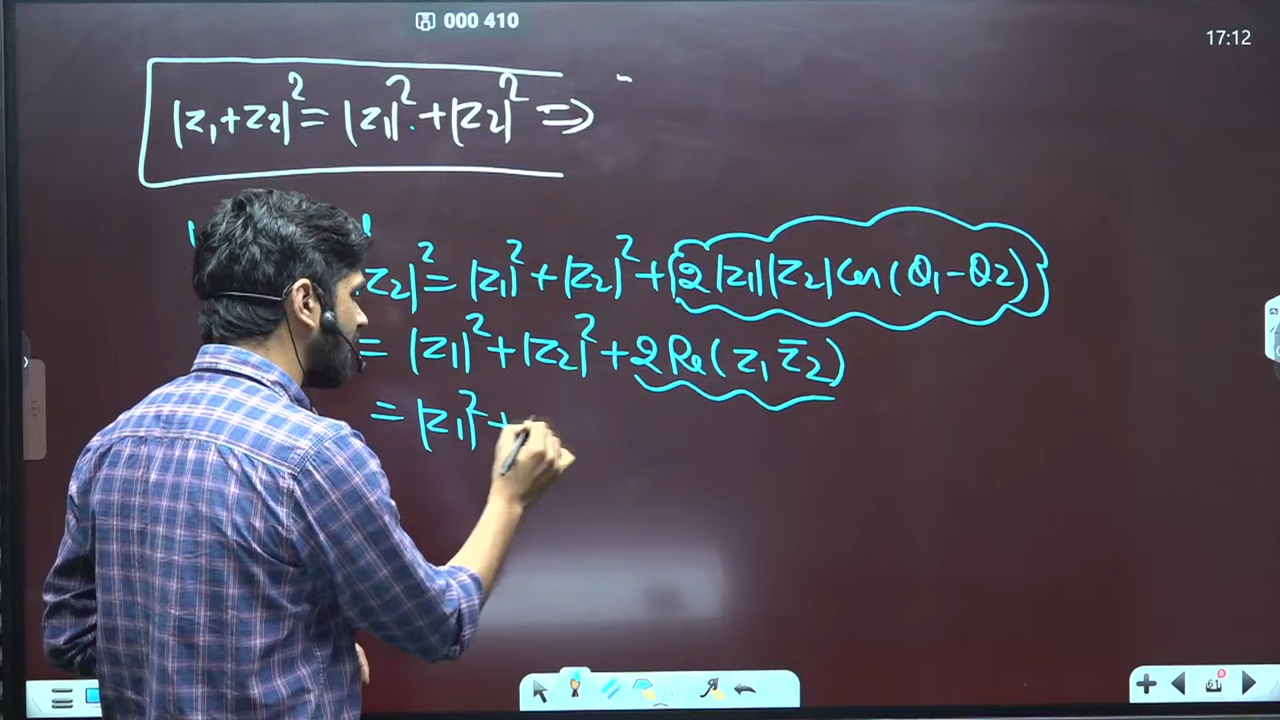 000 410
17:12
|z₁+z₂|² = |z₁|² + |z₂|² ⇒
z₂|² = |z₁|² + |z₂|² + 2|z₁||z₂|cos(θ₁-θ₂)
= |z₁|² + |z₂|² + 2Re(z₁z̄₂)
= |z₁|² +
61